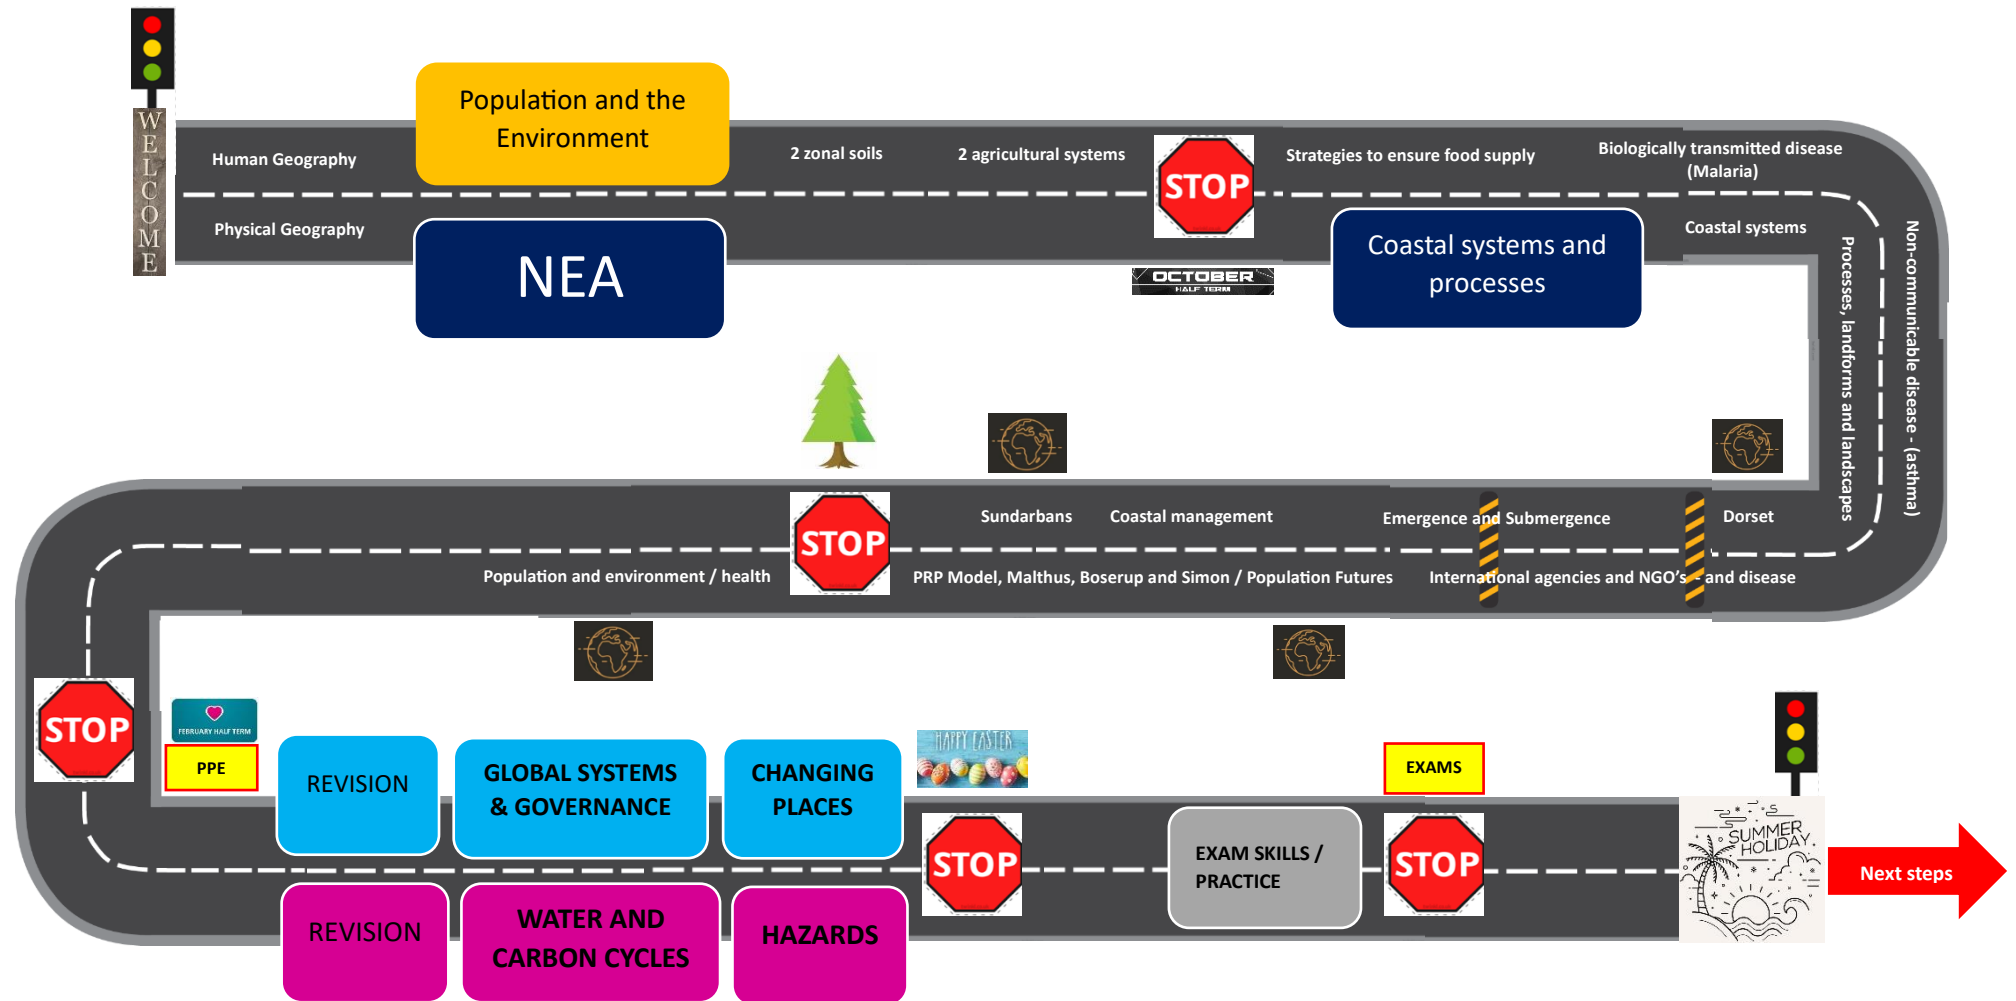 WELCOME
Human Geography
Physical Geography
Population and the
Environment
NEA
2 zonal soils
2 agricultural systems
STOP
OCTOBER
HALF TERM
Strategies to ensure food supply
Coastal systems and
processes
Biologically transmitted disease
(Malaria)
Coastal systems
Non-communicable disease - (asthma)
Processes, landforms and landscapes
Dorset
International agencies and NGO's - and disease
Emergence and Submergence
Coastal management
Sundarbans
PRP Model, Malthus, Boserup and Simon / Population Futures
STOP
Population and environment / health
STOP
FEBRUARY HALF TERM
PPE
REVISION
GLOBAL SYSTEMS
& GOVERNANCE
CHANGING
PLACES
REVISION
WATER AND
CARBON CYCLES
HAZARDS
HAPPY EASTER
STOP
EXAM SKILLS /
PRACTICE
EXAMS
STOP
SUMMER
HOLIDAY
Next steps